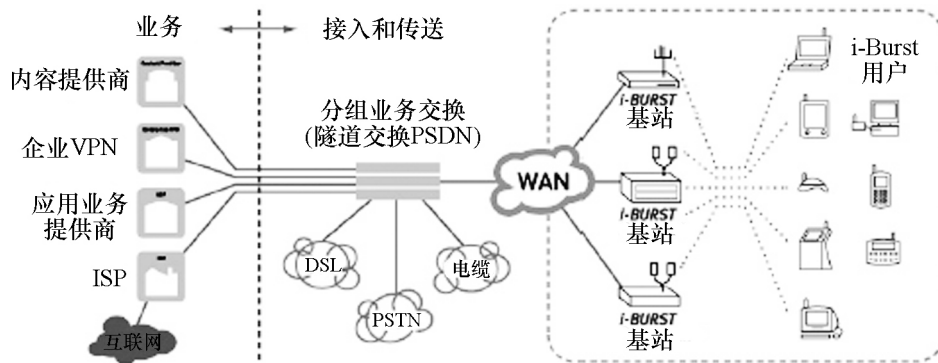 业务
接入和传送
内容提供商
企业VPN
应用业务
提供商
ISP
互联网
分组业务交换
(隧道交换PSDN)
DSL
PSTN
电缆
WAN
i-BURST
基站
i-BURST
基站
i-BURST
基站
i-Burst
用户